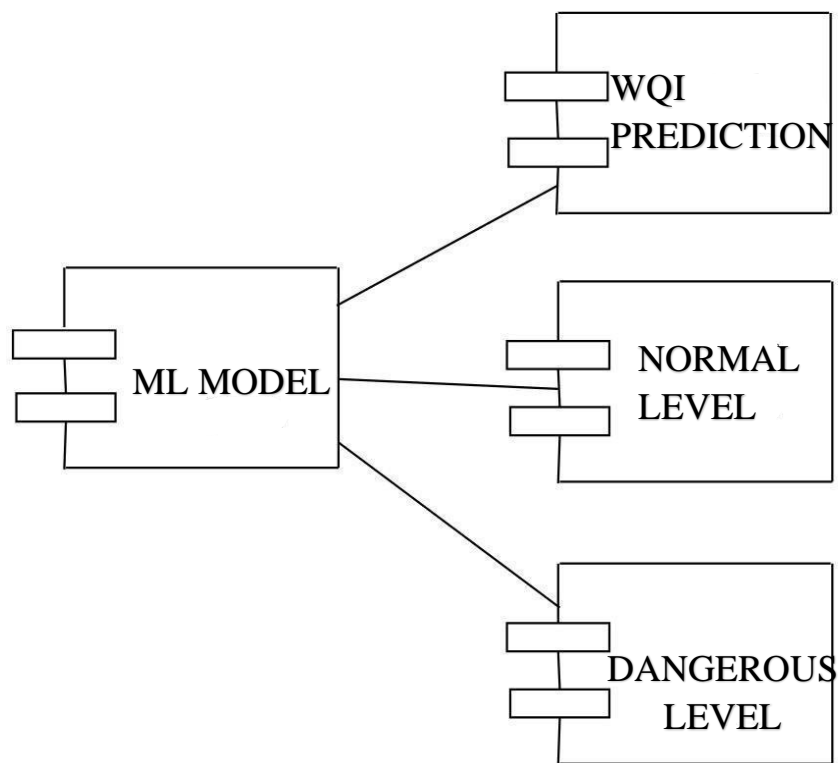 WQI
PREDICTION
ML MODEL
NORMAL
LEVEL
DANGEROUS
LEVEL